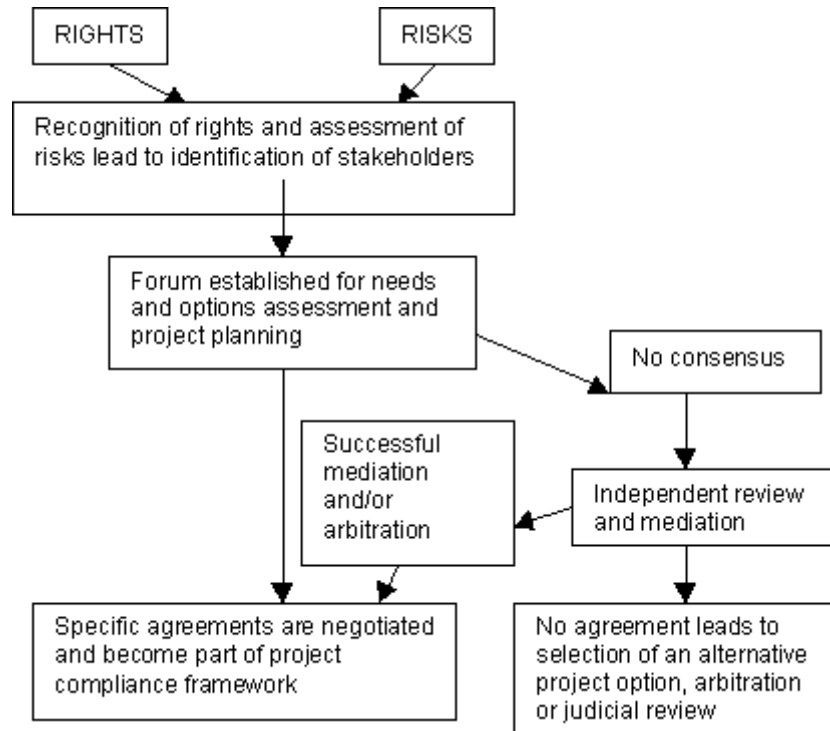 RIGHTS
RISKS
Recognition of rights and assessment of
risks lead to identification of stakeholders
Forum established for needs
and options assessment and
project planning
No consensus
Successful
mediation
and/or
arbitration
Independent review
and mediation
Specific agreements are negotiated
and become part of project
compliance framework
No agreement leads to
selection of an alternative
project option, arbitration
or judicial review